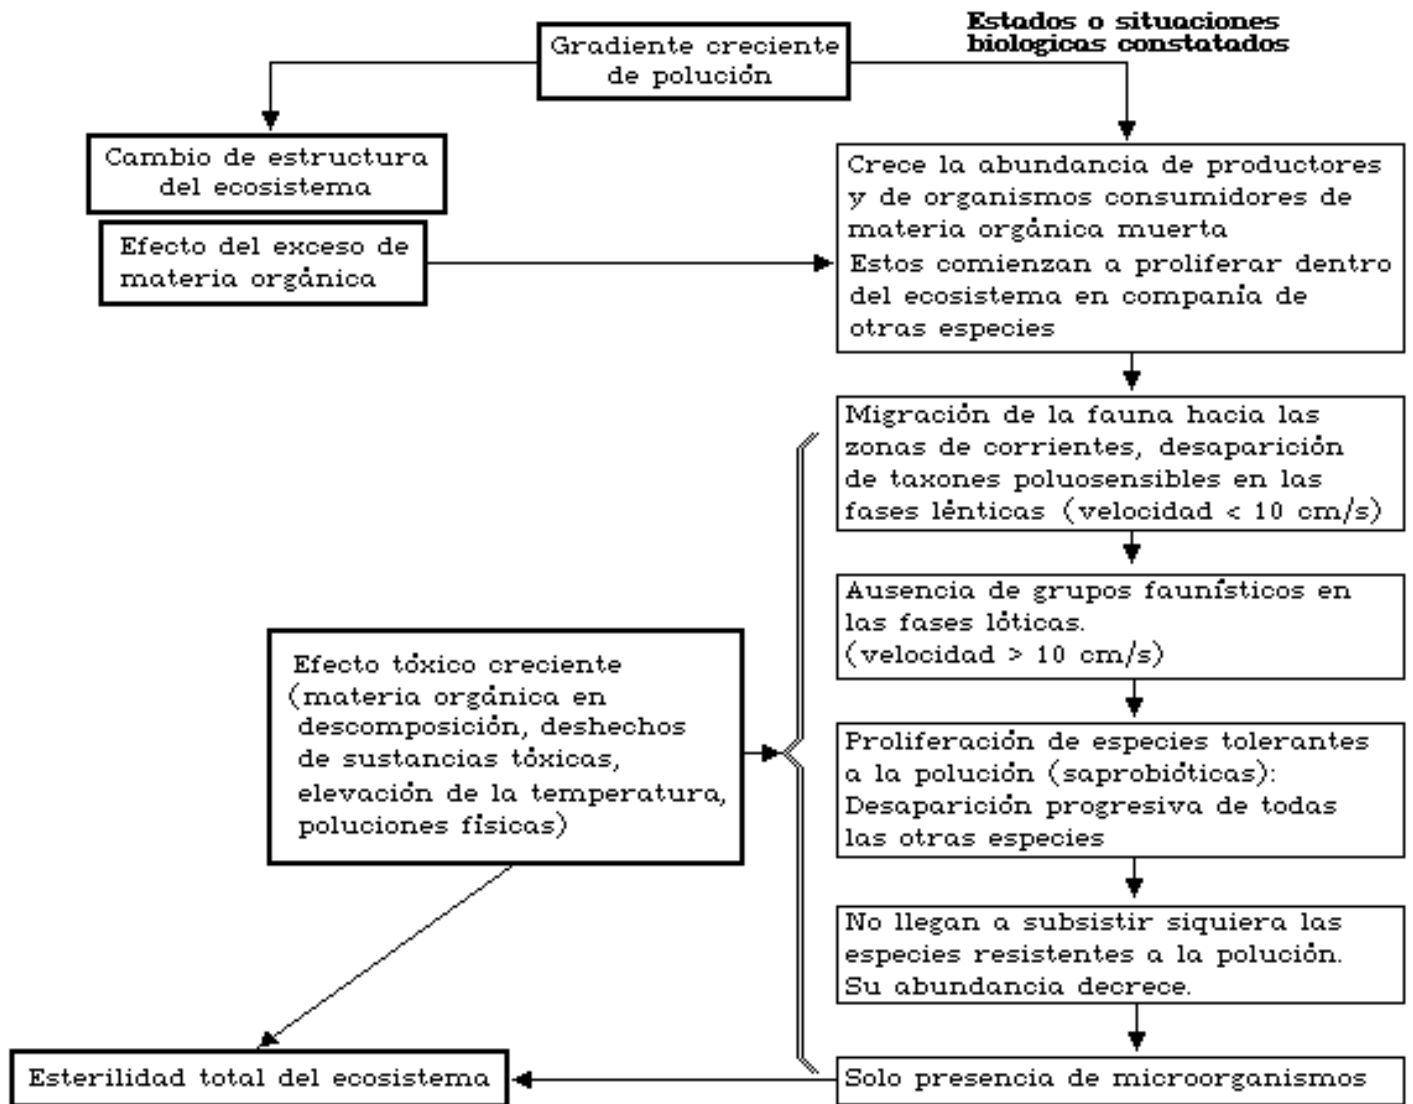 Estados o situaciones
biologicas constatados
Gradiente creciente
de polución
Cambio de estructura
del ecosistema
Efecto del exceso de
materia orgánica
Crece la abundancia de productores
y de organismos consumidores de
materia orgánica muerta
Estos comienzan a proliferar dentro
del ecosistema en companía de
otras especies
Migración de la fauna hacia las
zonas de corrientes, desaparición
de taxones poluosensibles en las
fases lénticas (velocidad < 10 cm/s)
Ausencia de grupos faunísticos en
las fases lóticas.
(velocidad > 10 cm/s)
Efecto tóxico creciente
(materia orgánica en
descomposición, deshechos
de sustancias tóxicas,
elevación de la temperatura,
poluciones físicas)
Proliferación de especies tolerantes
a la polución (saprobióticas):
Desaparición progresiva de todas
las otras especies
No llegan a subsistir siquiera las
especies resistentes a la polución.
Su abundancia decrece.
Solo presencia de microorganismos
Esterilidad total del ecosistema